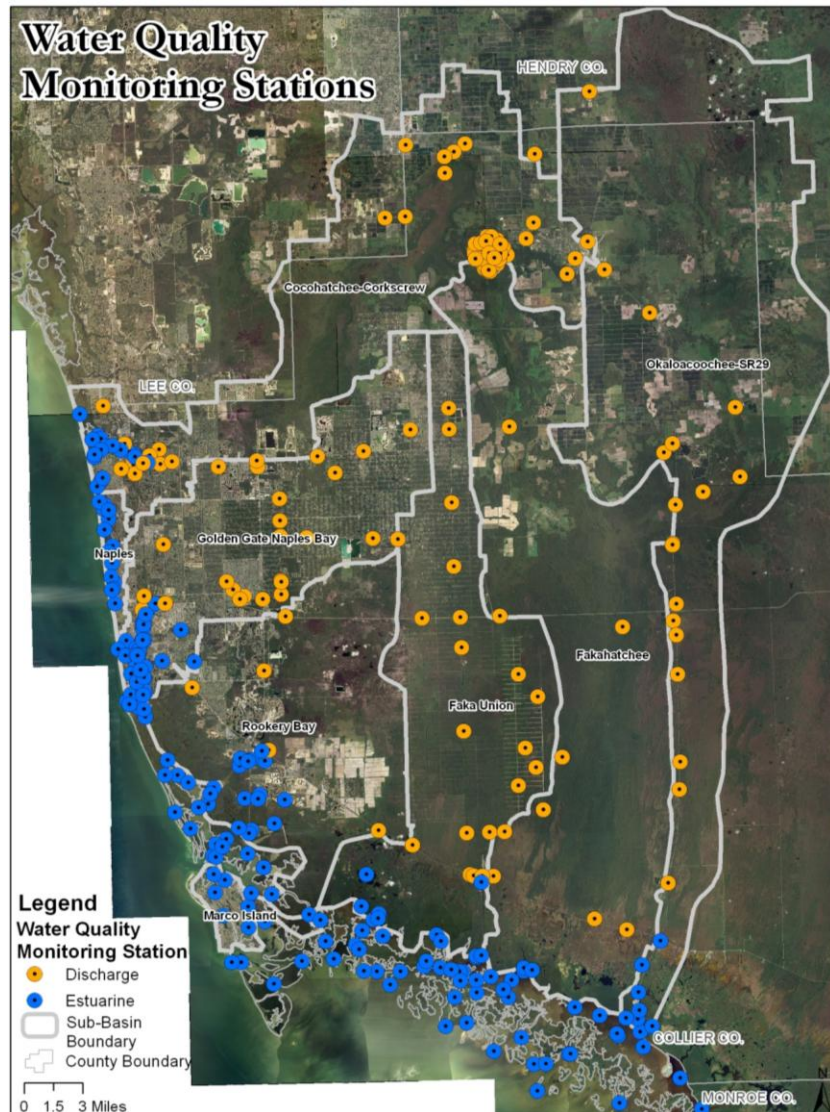 Water Quality
Monitoring Stations
HENDRY CO.
Cocohatchee-Corkscrew
Okaloacoochee-SR29
LEE CO.
Naples
Golden Gate Naples Bay
Fakahatchee
Faka Union
Rookery Bay
Marco Island
Legend
Water Quality
Monitoring Station
Discharge
Estuarine
Sub-Basin
Boundary
County Boundary
COLLIER CO.
MONROE CO.
N
0 1.5 3 Miles